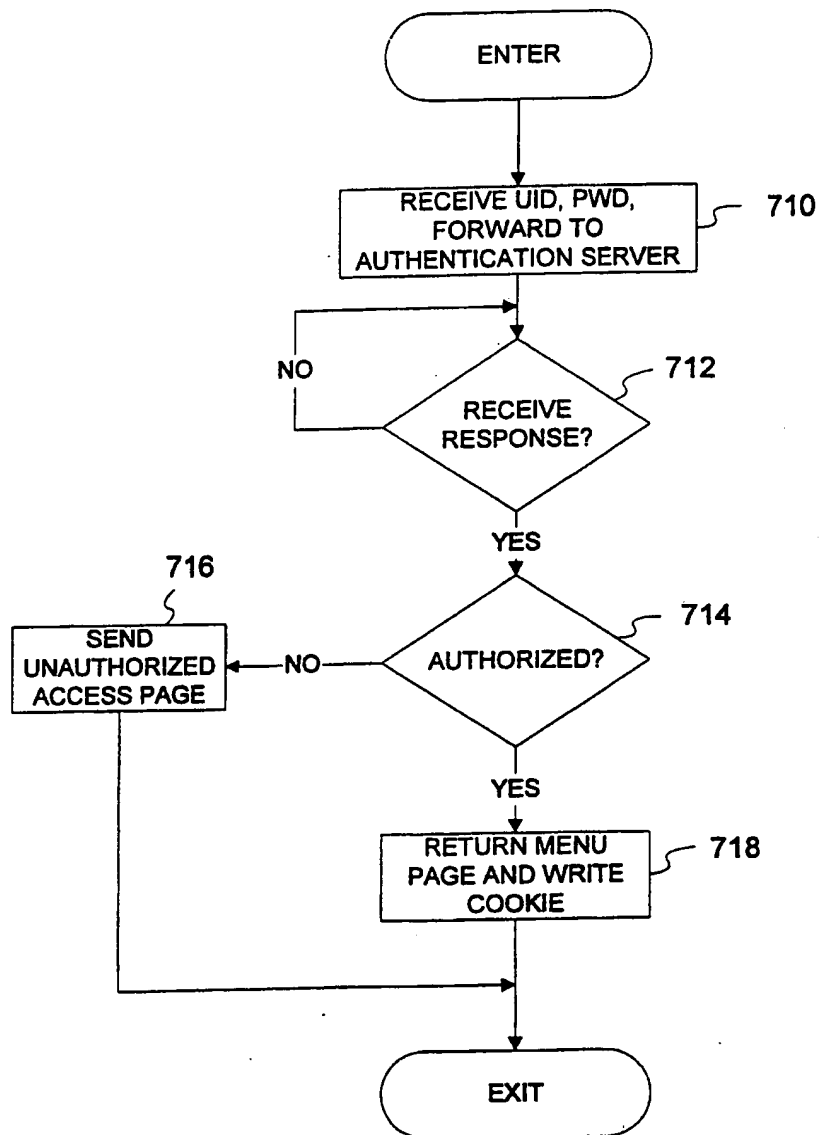 ENTER
RECEIVE UID, PWD,
FORWARD TO
AUTHENTICATION SERVER
710
NO
712
RECEIVE
RESPONSE?
YES
716
SEND
UNAUTHORIZED
ACCESS PAGE
NO
714
AUTHORIZED?
YES
RETURN MENU
PAGE AND WRITE
COOKIE
718
EXIT